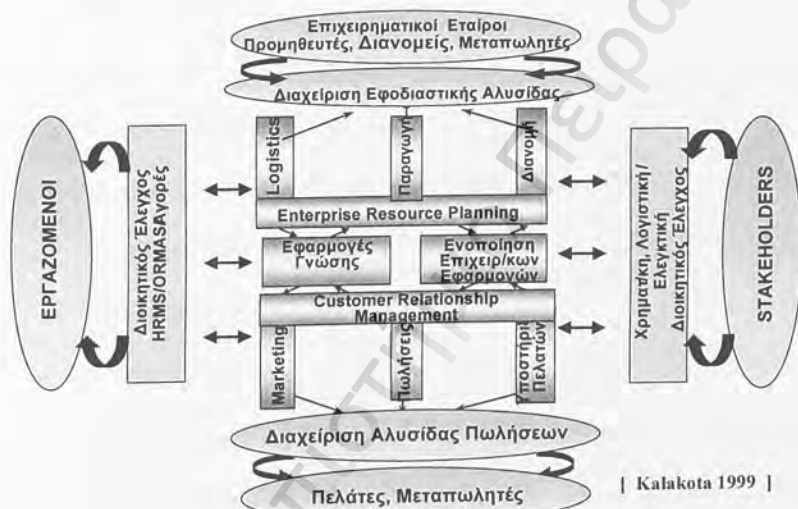 Επιχειρηματικοί Εταίροι
Προμηθευτές, Διανομείς, Μεταπωλητές
Διαχείριση Εφοδιαστικής Αλυσίδας
Logistics
Παραγωγή
Διανομή
Enterprise Resource Planning
Εφαρμογές
Γνώσης
Ενοποίηση
Επιχειρ/κων
Εφαρμογών
Customer Relationship
Management
Marketing
Πωλήσεις
Υποστήριξη
Πελατών
Διαχείριση Αλυσίδας Πωλήσεων
Πελάτες, Μεταπωλητές
ΕΡΓΑΖΟΜΕΝΟΙ
Διοικητικός Έλεγχος
HRMS/ORMAS/Αγορές
Χρηματ/κη, Λογιστική /
Ελεγκτική
Διοικητικός Έλεγχος
STAKEHOLDERS
[ Kalakota 1999 ]